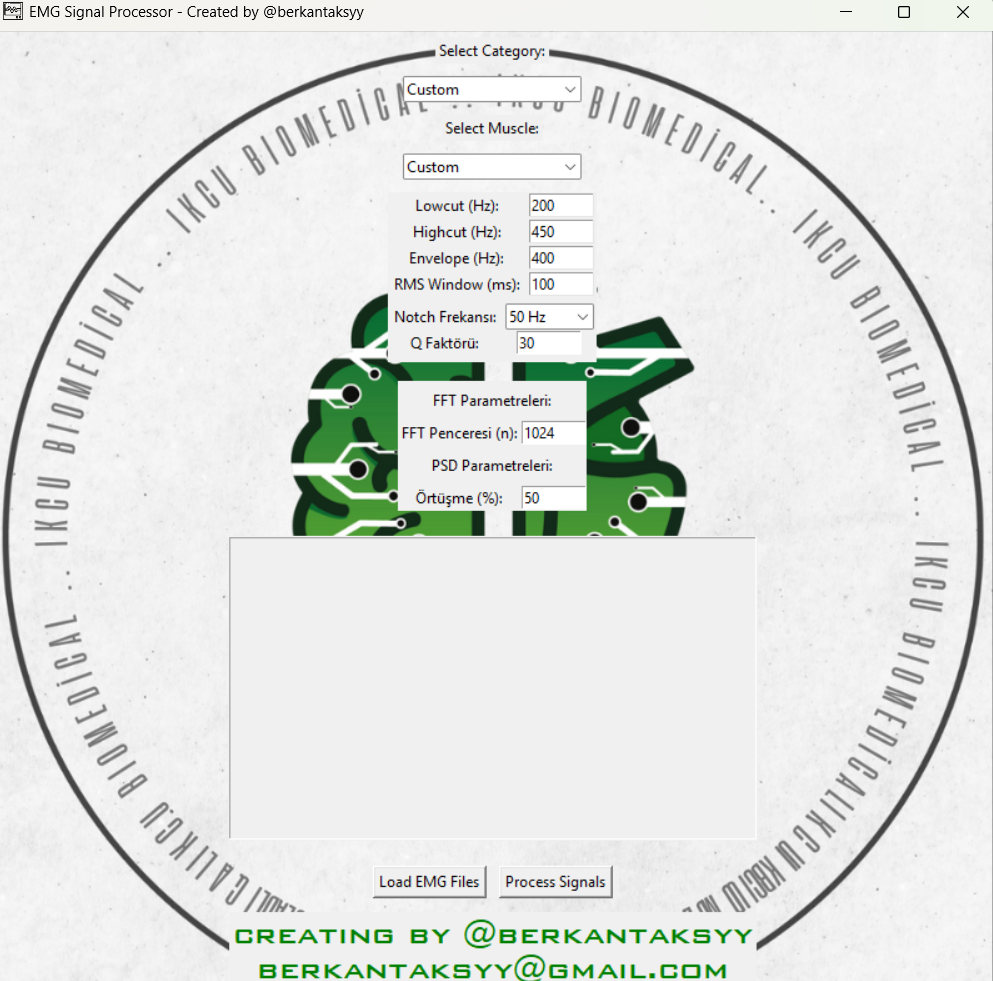 EMG Signal Processor - Created by @berkantaksyy
Select Category:
Custom
Select Muscle:
Custom
Lowcut (Hz): 200
Highcut (Hz): 450
Envelope (Hz): 400
RMS Window (ms): 100
Notch Frekansı: 50 Hz
Q Faktörü: 30
FFT Parametreleri:
FFT Penceresi (n): 1024
PSD Parametreleri:
Örtüşme (%): 50
Load EMG Files Process Signals
CREATING BY @BERKANTAKSYY
BERKANTAKSYY@GMAIL.COM
IKCU BIOMEDİCAL .. IKCU BIOMEDİCAL .. IKCU BIOMEDİCAL .. IKCU BIOMEDİCAL
IKCU BIOMEDİCAL .. IKCU BIOMEDİCAL